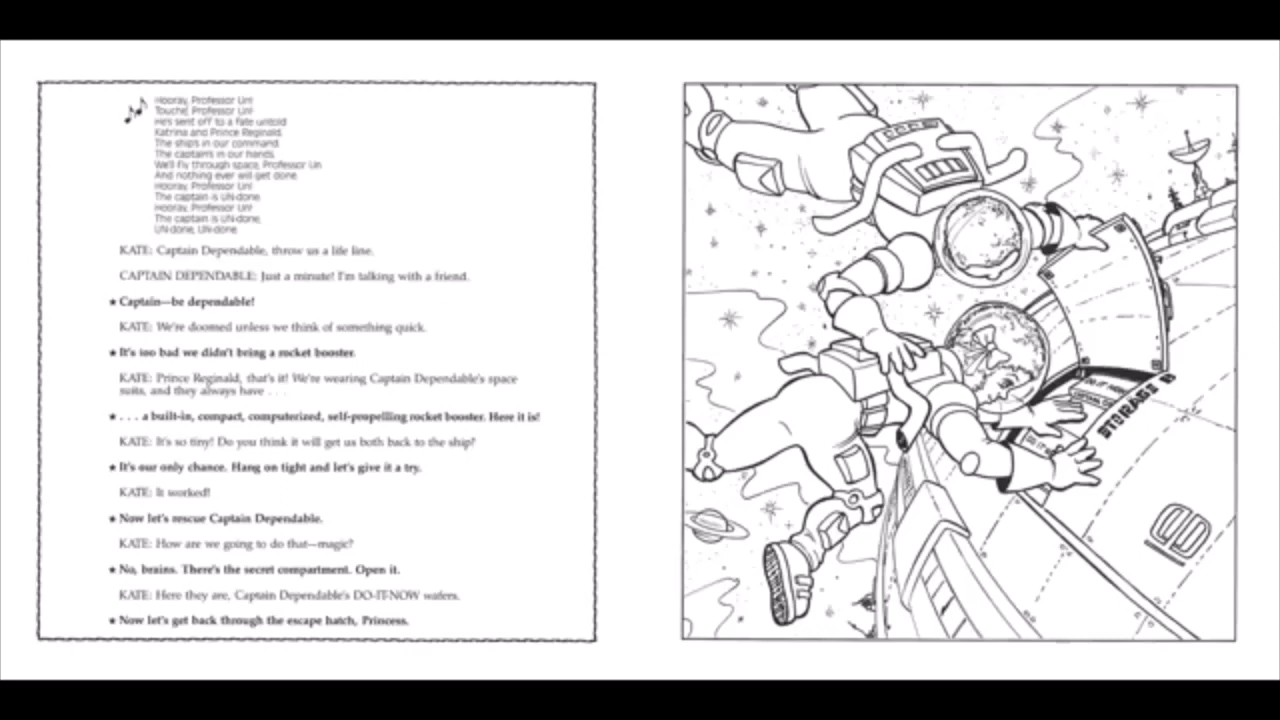 Hooray, Professor Un!
Touché, Professor Un!
He's sent off to a fate untold
Katrina and Prince Reginald.
The ship's in our command.
The captain's in our hands.
We'll fly through space, Professor Un
And nothing ever will get done.
Hooray, Professor Un!
The captain is UN-done.
Hooray, Professor Un!
The captain is UN-done,
UN-done, UN-done.
KATE: Captain Dependable, throw us a life line.
CAPTAIN DEPENDABLE: Just a minute! I'm talking with a friend.
★ Captain—be dependable!
KATE: We're doomed unless we think of something quick.
★ It's too bad we didn't bring a rocket booster.
KATE: Prince Reginald, that's it! We're wearing Captain Dependable's space
suits, and they always have . . .
★ . . . a built-in, compact, computerized, self-propelling rocket booster. Here it is!
KATE: It's so tiny! Do you think it will get us both back to the ship?
★ It's our only chance. Hang on tight and let's give it a try.
KATE: It worked!
★ Now let's rescue Captain Dependable.
KATE: How are we going to do that—magic?
★ No, brains. There's the secret compartment. Open it.
KATE: Here they are, Captain Dependable's DO-IT-NOW wafers.
★ Now let's get back through the escape hatch, Princess.
DO IT NOW
STORAGE
DO IT